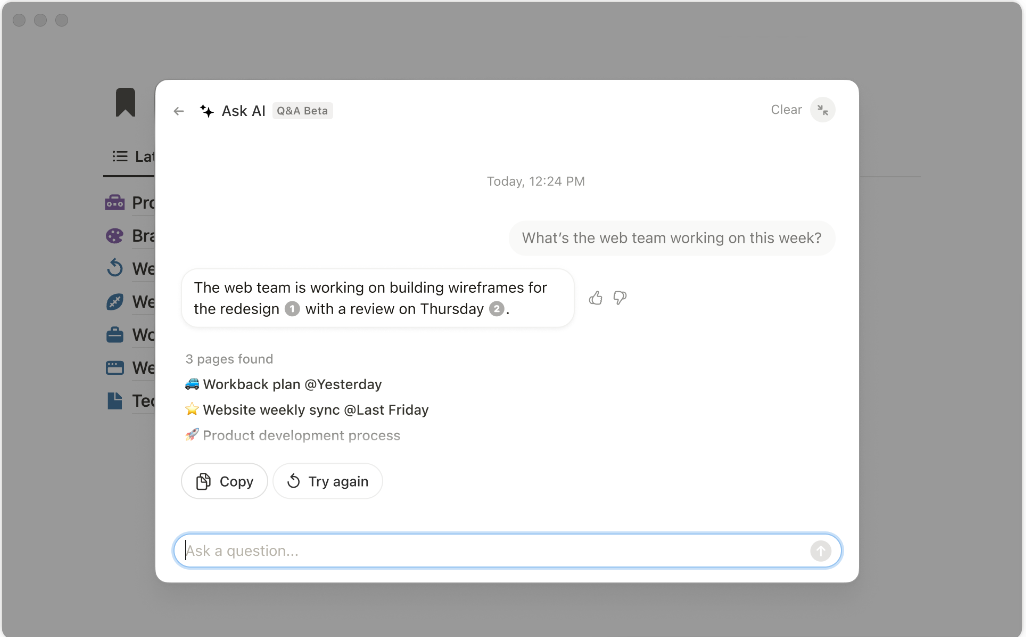 Ask AI Q&A Beta
Clear
Today, 12:24 PM
What's the web team working on this week?
The web team is working on building wireframes for
the redesign 1 with a review on Thursday 2.
3 pages found
Workback plan @Yesterday
Website weekly sync @Last Friday
Product development process
Copy
Try again
Ask a question...
Lat
Pro
Bra
We
We
Wo
We
Tec